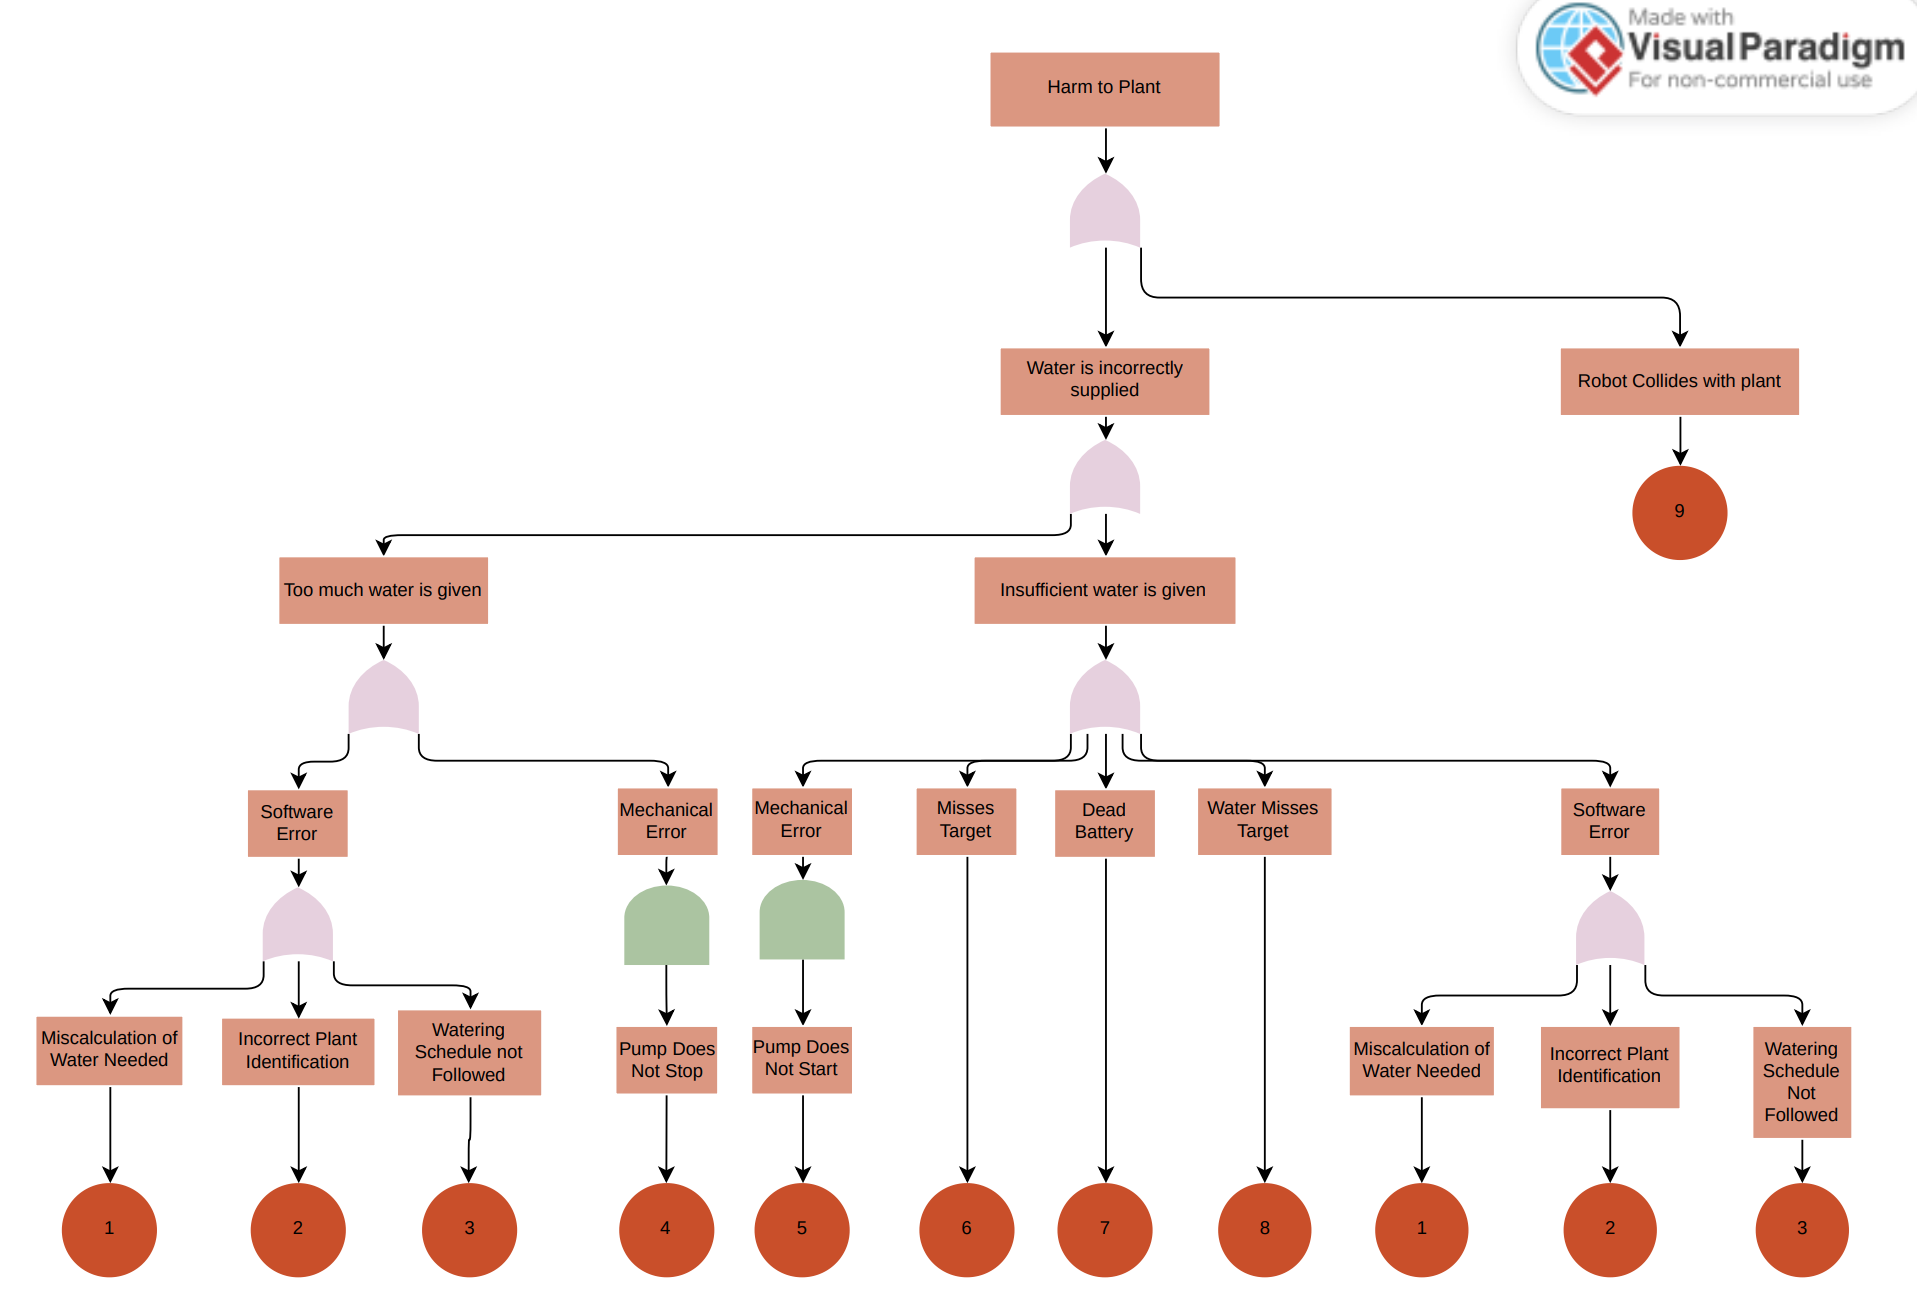 Made with
Visual Paradigm
For non-commercial use
Harm to Plant
Water is incorrectly
supplied
Robot Collides with plant
9
Too much water is given
Insufficient water is given
Software
Error
Mechanical
Error
Mechanical
Error
Misses
Target
Dead
Battery
Water Misses
Target
Software
Error
Miscalculation of
Water Needed
Incorrect Plant
Identification
Watering
Schedule not
Followed
Pump Does
Not Stop
Pump Does
Not Start
Miscalculation of
Water Needed
Incorrect Plant
Identification
Watering
Schedule
Not
Followed
1
2
3
4
5
6
7
8
1
2
3